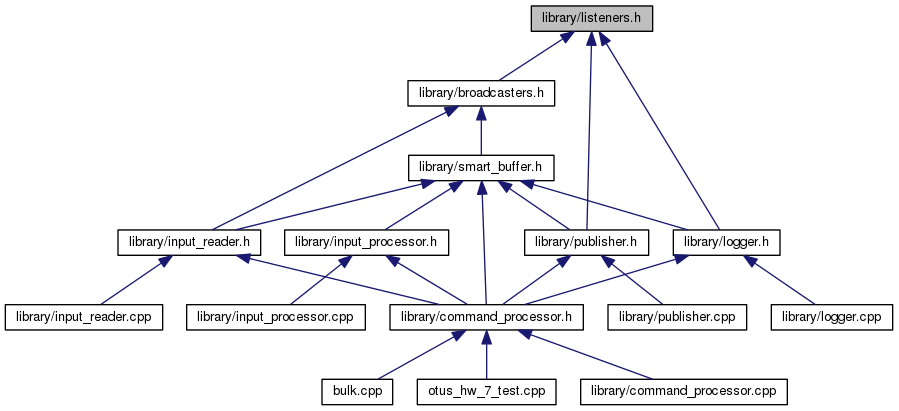 library/listeners.h
library/broadcasters.h
library/smart_buffer.h
library/input_reader.h
library/input_processor.h
library/publisher.h
library/logger.h
library/input_reader.cpp
library/input_processor.cpp
library/command_processor.h
library/publisher.cpp
library/logger.cpp
bulk.cpp
otus_hw_7_test.cpp
library/command_processor.cpp